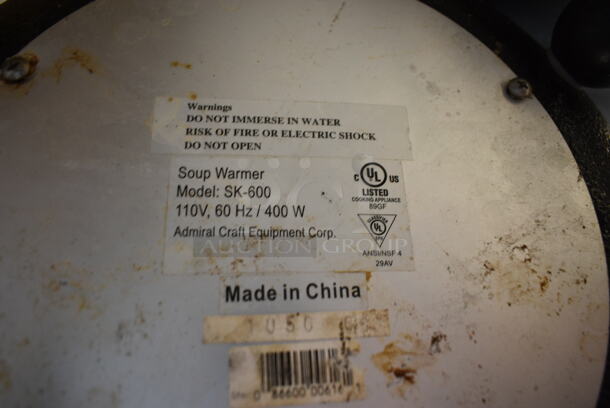 Warnings
DO NOT IMMERSE IN WATER
RISK OF FIRE OR ELECTRIC SHOCK
DO NOT OPEN
Soup Warmer
Model: SK-600
110V, 60 Hz / 400 W
Admiral Craft Equipment Corp.
C UL US
LISTED
COOKING APPLIANCE
89GF
UL
ANSI/NSF 4
29AV
AUCTION GROUP
Made in China